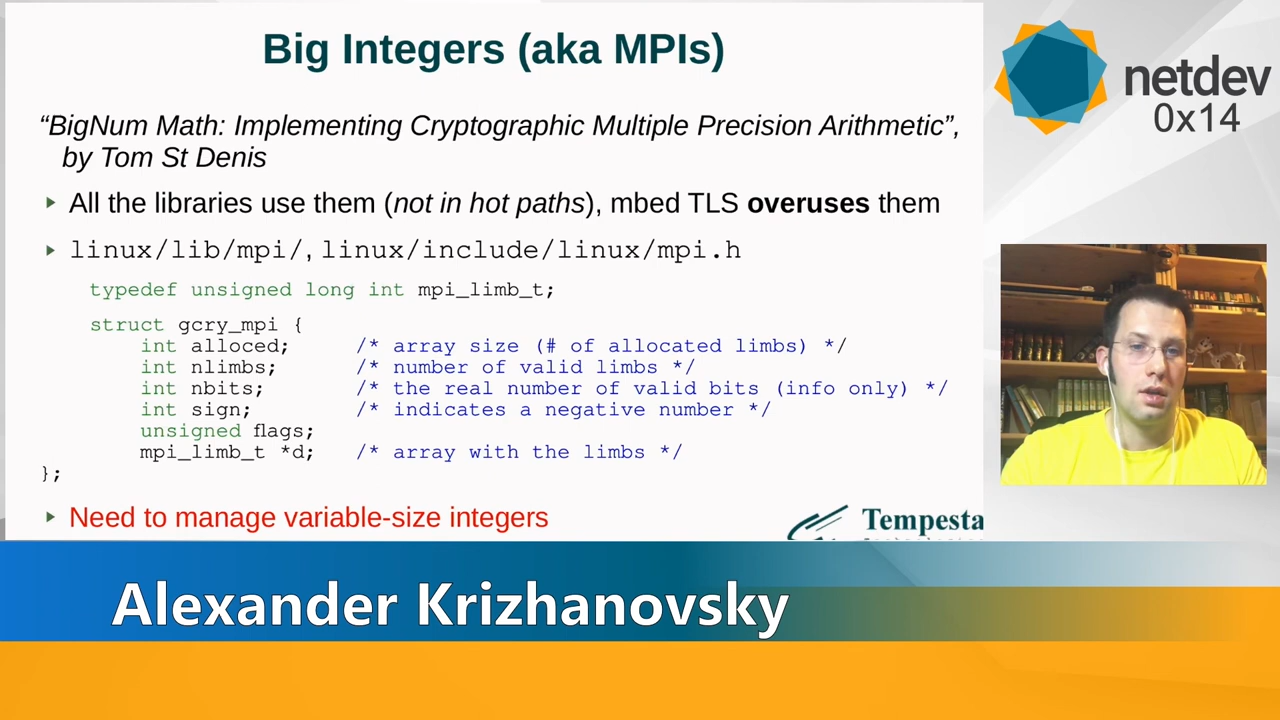 Big Integers (aka MPIs)
“BigNum Math: Implementing Cryptographic Multiple Precision Arithmetic”,
by Tom St Denis
All the libraries use them (not in hot paths), mbed TLS overuses them
linux/lib/mpi/, linux/include/linux/mpi.h
typedef unsigned long int mpi_limb_t;
struct gcry_mpi {
int alloced; /* array size (# of allocated limbs) */
int nlimbs; /* number of valid limbs */
int nbits; /* the real number of valid bits (info only) */
int sign; /* indicates a negative number */
unsigned flags;
mpi_limb_t *d; /* array with the limbs */
};
Need to manage variable-size integers
Tempesta
netdev
0x14
Alexander Krizhanovsky